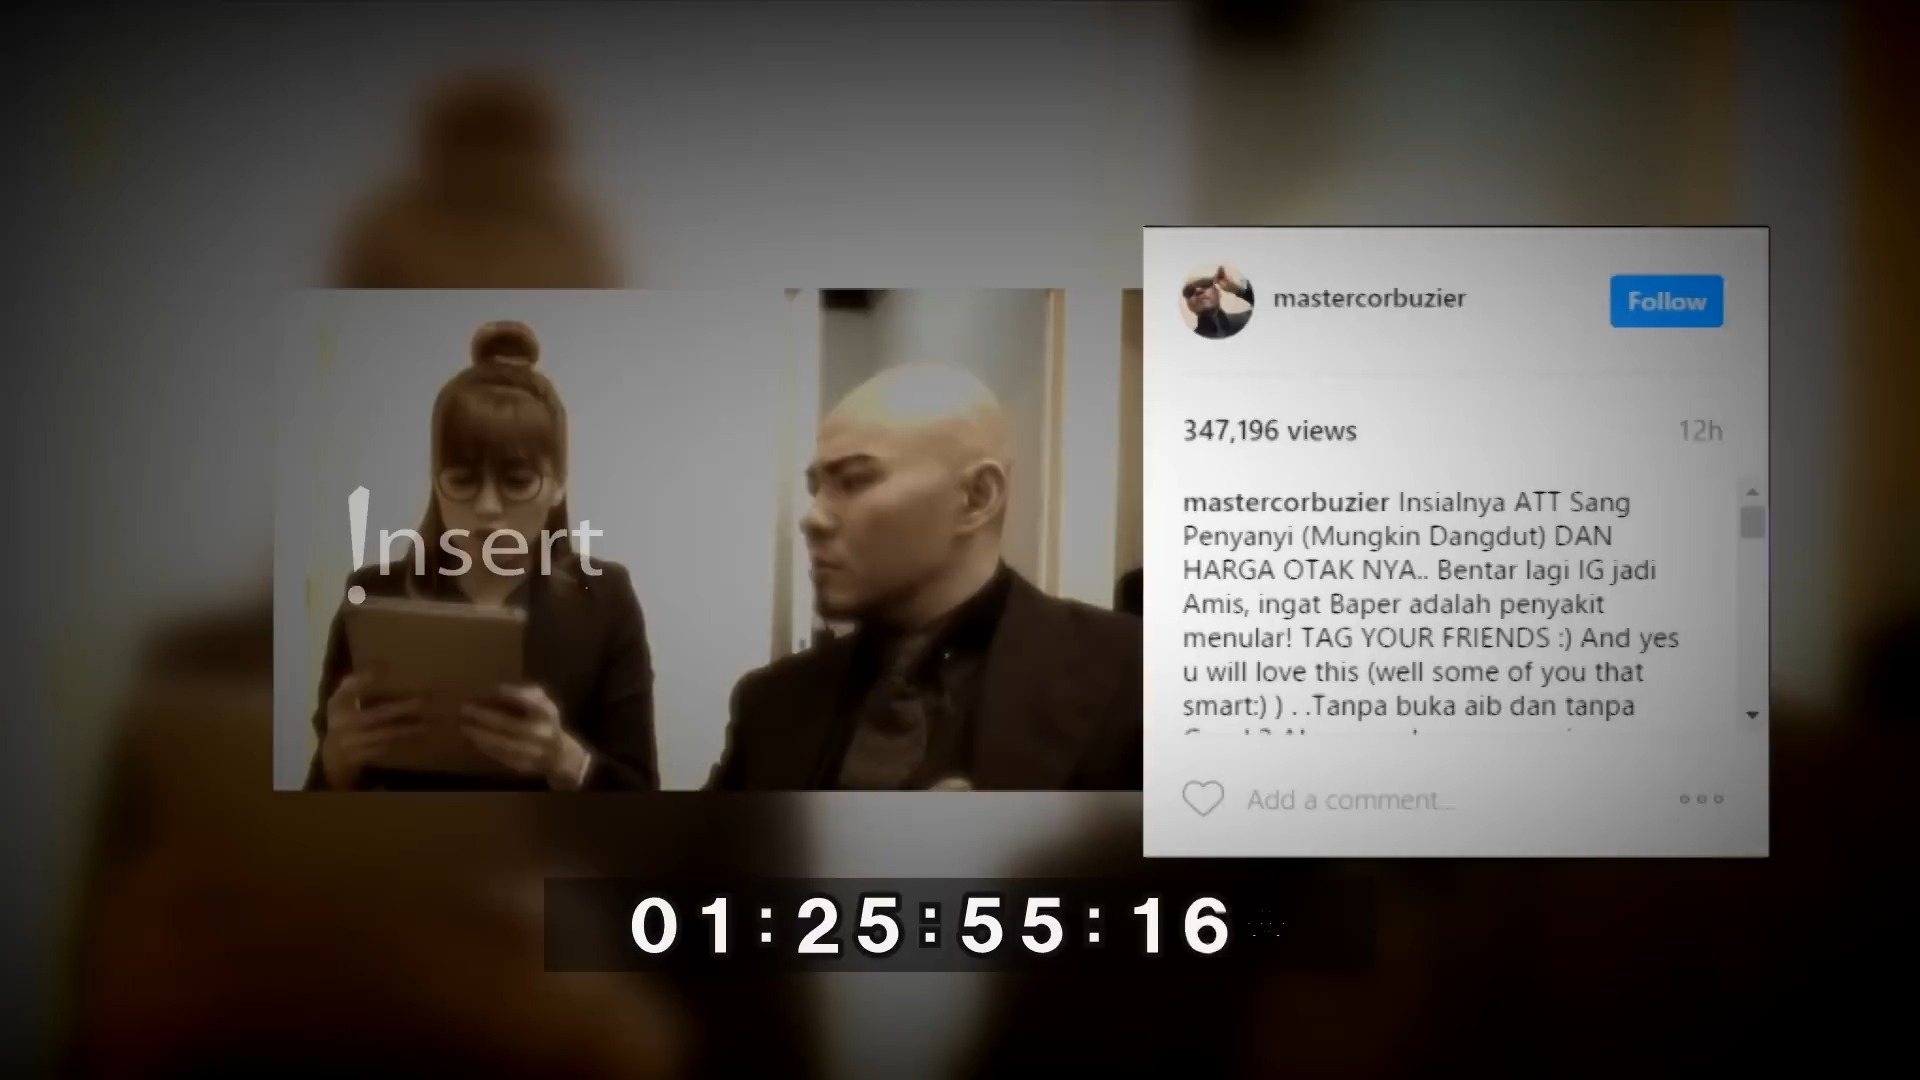 Insert
mastercorbuzier
Follow
347,196 views
12h
mastercorbuzier Insialnya ATT Sang
Penyanyi (Mungkin Dangdut) DAN
HARGA OTAK NYA.. Bentar lagi IG jadi
Amis, ingat Baper adalah penyakit
menular! TAG YOUR FRIENDS :) And yes
u will love this (well some of you that
smart:) ) . .Tanpa buka aib dan tanpa
Add a comment...
01:25:55:16